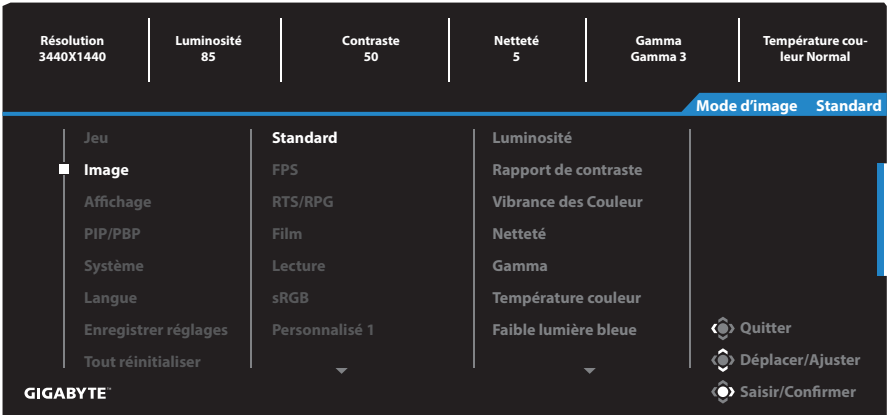 Résolution
3440X1440
Luminosité
85
Contraste
50
Netteté
5
Gamma
Gamma 3
Température cou-
leur Normal
Mode d’image Standard
Jeu
Image
Affichage
PIP/PBP
Système
Langue
Enregistrer réglages
Tout réinitialiser
Standard
FPS
RTS/RPG
Film
Lecture
sRGB
Personnalisé 1
Luminosité
Rapport de contraste
Vibrance des Couleur
Netteté
Gamma
Température couleur
Faible lumière bleue
Quitter
Déplacer/Ajuster
Saisir/Confirmer
GIGABYTE™